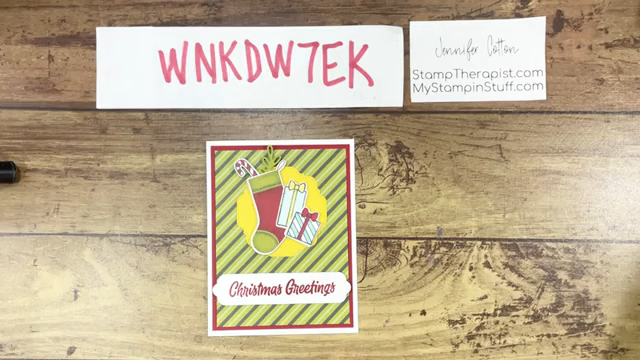 WNKDW7EK
Jennifer Cotton
StampTherapist.com
MyStampinStuff.com
Christmas Greetings